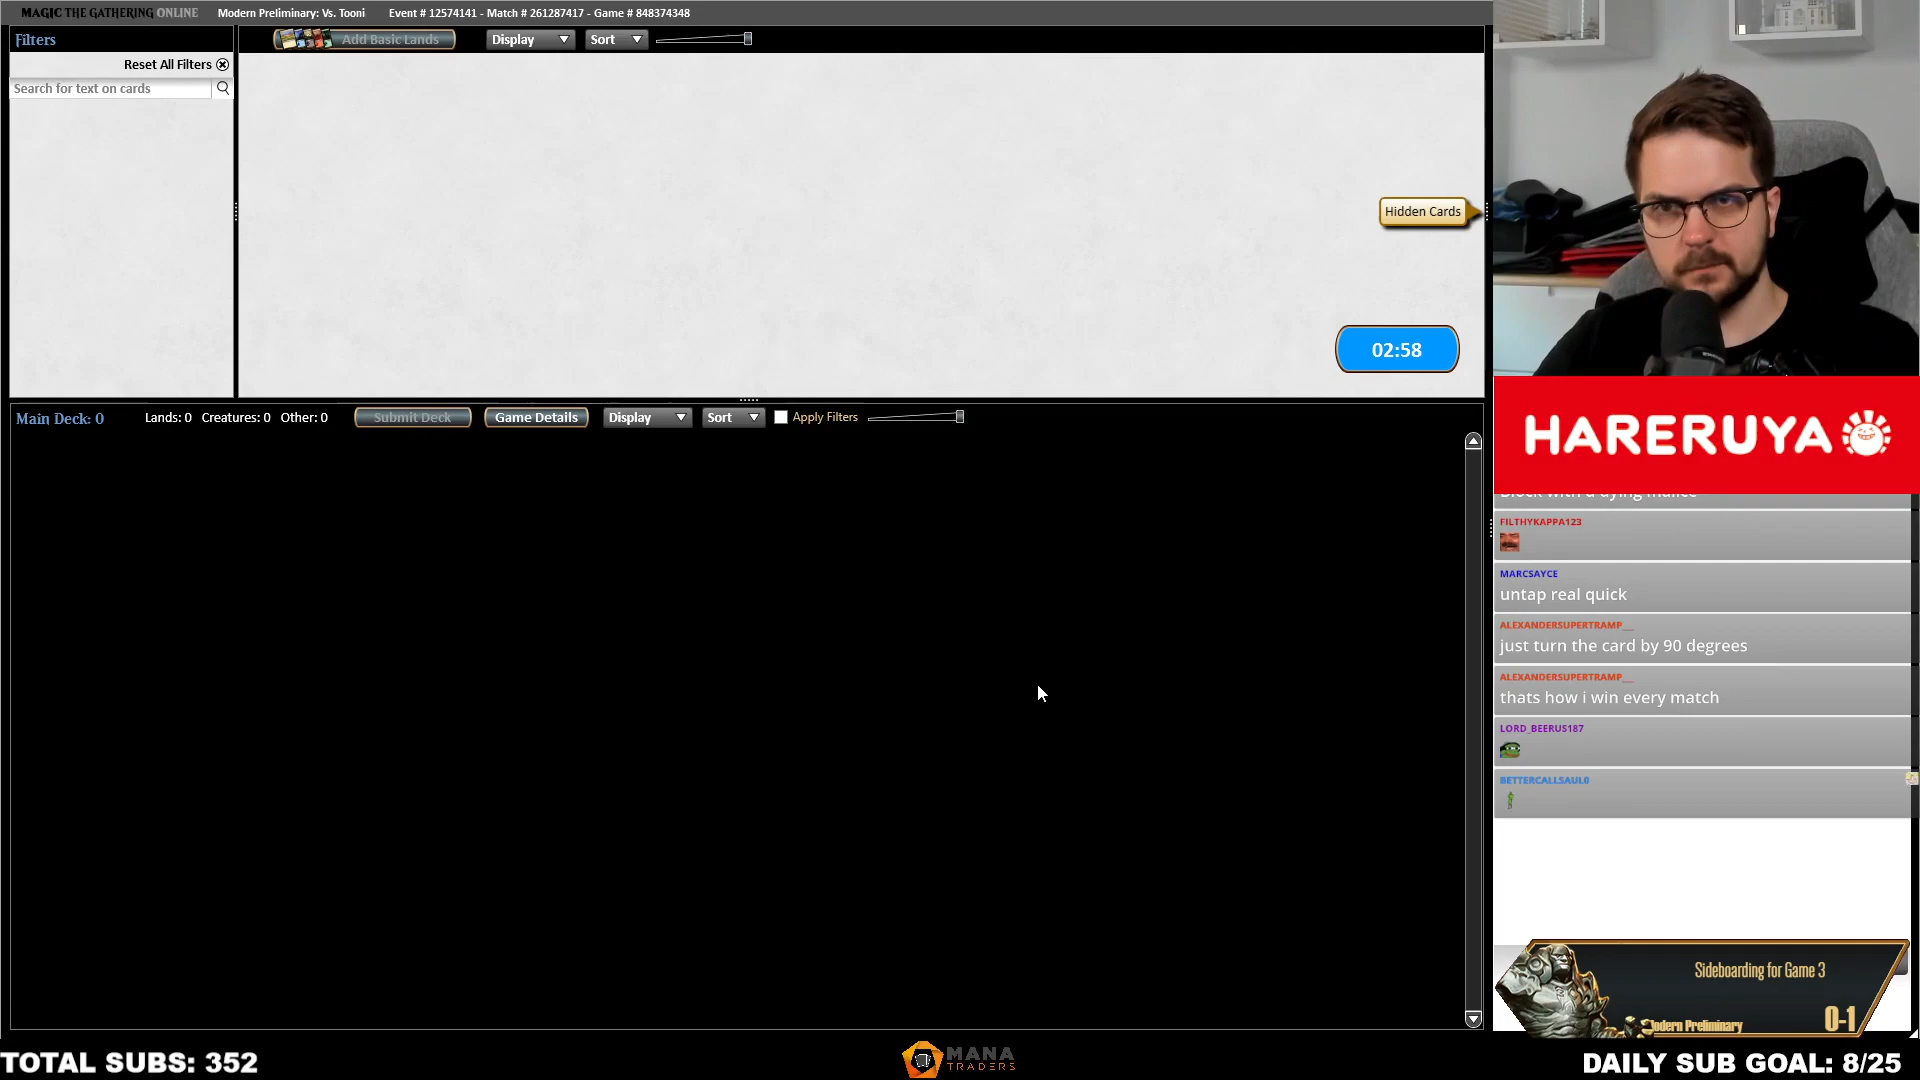 MAGIC THE GATHERING ONLINE Modern Preliminary: Vs. Tooni Event # 12574141 - Match # 261287417 - Game # 848374348
Filters
Add Basic Lands Display Sort
Reset All Filters
Search for text on cards
Hidden Cards
02:58
Main Deck: 0 Lands: 0 Creatures: 0 Other: 0 Submit Deck Game Details Display Sort Apply Filters
HARERUYA
Block with a dying malice
FILTHYKAPPA123
MARCSAYCE
untap real quick
ALEXANDERSUPERTRAMP__
just turn the card by 90 degrees
ALEXANDERSUPERTRAMP__
thats how i win every match
LORD_BEERUS187
BETTERCALLSAUL0
Sideboarding for Game 3
Modern Preliminary 0-1
TOTAL SUBS: 352
MANA
TRADERS
DAILY SUB GOAL: 8/25